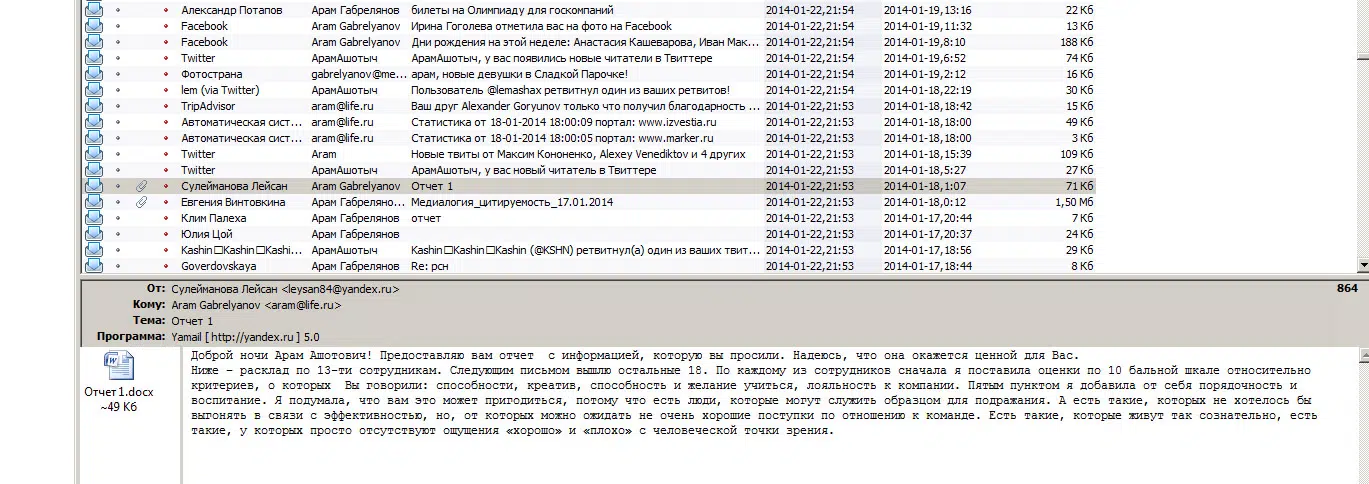 Александр Потапов Арам Габрелянов билеты на Олимпиаду для госкомпаний 2014-01-22,21:54 2014-01-19,13:16 22 Кб
Facebook Aram Gabrelyanov Ирина Гоголева отметила вас на фото на Facebook 2014-01-22,21:54 2014-01-19,11:32 13 Кб
Facebook Aram Gabrelyanov Дни рождения на этой неделе: Анастасия Кашеварова, Иван Мак... 2014-01-22,21:54 2014-01-19,8:10 188 Кб
Twitter АрамАшотыч АрамАшотыч, у вас появились новые читатели в Твиттере 2014-01-22,21:54 2014-01-19,6:52 74 Кб
Фотострана gabrelyanov@me... арам, новые девушки в Сладкой Парочке! 2014-01-22,21:54 2014-01-19,2:12 16 Кб
lem (via Twitter) АрамАшотыч Пользователь @lemashax ретвитнул один из ваших ретвитов! 2014-01-22,21:54 2014-01-18,22:19 30 Кб
TripAdvisor aram@life.ru Ваш друг Alexander Goryunov только что получил благодарность ... 2014-01-22,21:53 2014-01-18,18:42 15 Кб
Автоматическая сист... aram@life.ru Статистика от 18-01-2014 18:00:09 портал: www.izvestia.ru 2014-01-22,21:53 2014-01-18,18:00 49 Кб
Автоматическая сист... aram@life.ru Статистика от 18-01-2014 18:00:05 портал: www.marker.ru 2014-01-22,21:53 2014-01-18,18:00 3 Кб
Twitter Aram Новые твиты от Максим Кононенко, Alexey Venediktov и 4 других 2014-01-22,21:53 2014-01-18,15:39 109 Кб
Twitter АрамАшотыч АрамАшотыч, у вас новый читатель в Твиттере 2014-01-22,21:53 2014-01-18,5:27 27 Кб
Сулейманова Лейсан Aram Gabrelyanov Отчет 1 2014-01-22,21:53 2014-01-18,1:07 71 Кб
Евгения Винтовкина Арам Габреляно... Медиалогия_цитируемость_17.01.2014 2014-01-22,21:53 2014-01-18,0:12 1,50 Мб
Клим Палеха Арам Габрелянов отчет 2014-01-22,21:53 2014-01-17,20:44 7 Кб
Юлия Цой Арам Габрелянов 2014-01-22,21:53 2014-01-17,20:37 24 Кб
Kashin□Kashin□Kashi... АрамАшотыч Kashin□Kashin□Kashin (@KSHN) ретвитнул(а) один из ваших твит... 2014-01-22,21:53 2014-01-17,18:56 29 Кб
Goverdovskaya Арам Габрелянов Re: рсн 2014-01-22,21:53 2014-01-17,18:44 8 Кб
От: Сулейманова Лейсан <leysan84@yandex.ru> 864
Кому: Aram Gabrelyanov <aram@life.ru>
Тема: Отчет 1
Программа: Yamail [ http://yandex.ru ] 5.0
Отчет 1.docx
~49 Кб
Доброй ночи Арам Ашотович! Предоставляю вам отчет с информацией, которую вы просили. Надеюсь, что она окажется ценной для Вас.
Ниже – расклад по 13-ти сотрудникам. Следующим письмом вышлю остальные 18. По каждому из сотрудников сначала я поставила оценки по 10 бальной шкале относительно
критериев, о которых Вы говорили: способности, креатив, способность и желание учиться, лояльность к компании. Пятым пунктом я добавила от себя порядочность и
воспитание. Я подумала, что вам это может пригодиться, потому что есть люди, которые могут служить образцом для подражания. А есть такие, которых не хотелось бы
выгонять в связи с эффективностью, но, от которых можно ожидать не очень хорошие поступки по отношению к команде. Есть такие, которые живут так сознательно, есть
такие, у которых просто отсутствуют ощущения «хорошо» и «плохо» с человеческой точки зрения.